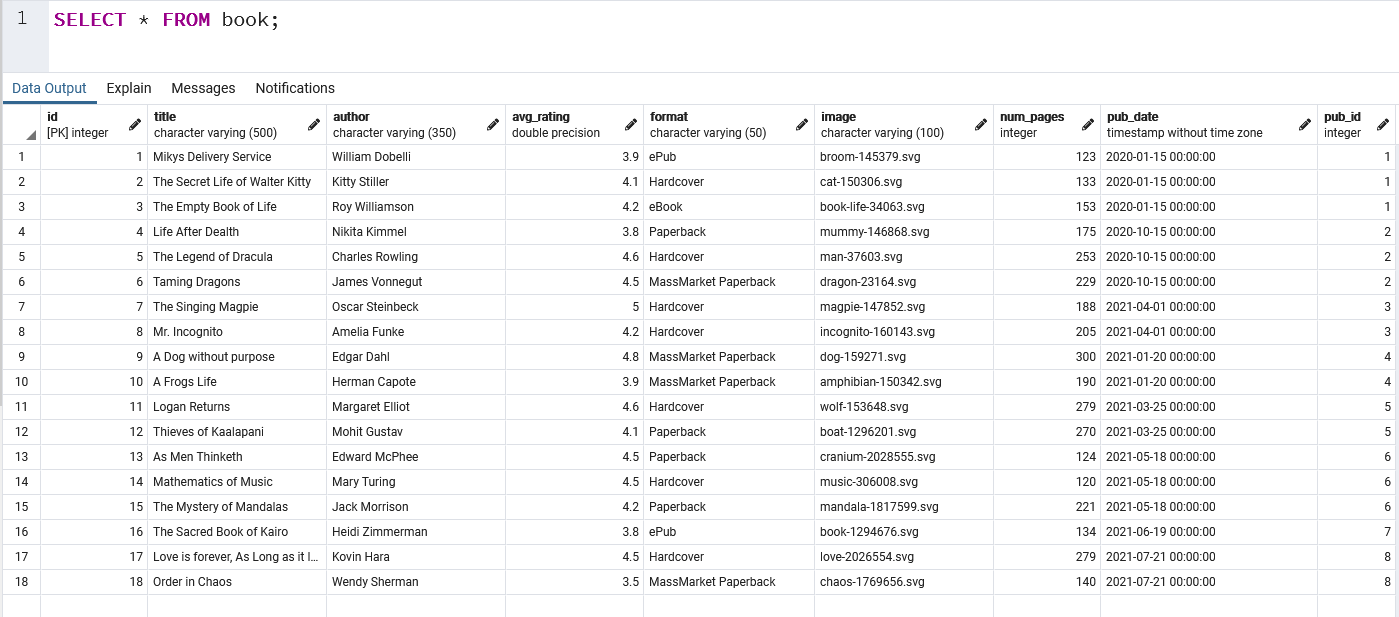 1 SELECT * FROM book;
Data Output Explain Messages Notifications
id title author avg_rating format image num_pages pub_date pub_id
[PK] integer character varying (500) character varying (350) double precision character varying (50) character varying (100) integer timestamp without time zone integer
1 1 Mikys Delivery Service William Dobelli 3.9 ePub broom-145379.svg 123 2020-01-15 00:00:00 1
2 2 The Secret Life of Walter Kitty Kitty Stiller 4.1 Hardcover cat-150306.svg 133 2020-01-15 00:00:00 1
3 3 The Empty Book of Life Roy Williamson 4.2 eBook book-life-34063.svg 153 2020-01-15 00:00:00 1
4 4 Life After Dealth Nikita Kimmel 3.8 Paperback mummy-146868.svg 175 2020-10-15 00:00:00 2
5 5 The Legend of Dracula Charles Rowling 4.6 Hardcover man-37603.svg 253 2020-10-15 00:00:00 2
6 6 Taming Dragons James Vonnegut 4.5 MassMarket Paperback dragon-23164.svg 229 2020-10-15 00:00:00 2
7 7 The Singing Magpie Oscar Steinbeck 5 Hardcover magpie-147852.svg 188 2021-04-01 00:00:00 3
8 8 Mr. Incognito Amelia Funke 4.2 Hardcover incognito-160143.svg 205 2021-04-01 00:00:00 3
9 9 A Dog without purpose Edgar Dahl 4.8 MassMarket Paperback dog-159271.svg 300 2021-01-20 00:00:00 4
10 10 A Frogs Life Herman Capote 3.9 MassMarket Paperback amphibian-150342.svg 190 2021-01-20 00:00:00 4
11 11 Logan Returns Margaret Elliot 4.6 Hardcover wolf-153648.svg 279 2021-03-25 00:00:00 5
12 12 Thieves of Kaalapani Mohit Gustav 4.1 Paperback boat-1296201.svg 270 2021-03-25 00:00:00 5
13 13 As Men Thinketh Edward McPhee 4.5 Paperback cranium-2028555.svg 124 2021-05-18 00:00:00 6
14 14 Mathematics of Music Mary Turing 4.5 Hardcover music-306008.svg 120 2021-05-18 00:00:00 6
15 15 The Mystery of Mandalas Jack Morrison 4.2 Paperback mandala-1817599.svg 221 2021-05-18 00:00:00 6
16 16 The Sacred Book of Kairo Heidi Zimmerman 3.8 ePub book-1294676.svg 134 2021-06-19 00:00:00 7
17 17 Love is forever, As Long as it l... Kovin Hara 4.5 Hardcover love-2026554.svg 279 2021-07-21 00:00:00 8
18 18 Order in Chaos Wendy Sherman 3.5 MassMarket Paperback chaos-1769656.svg 140 2021-07-21 00:00:00 8